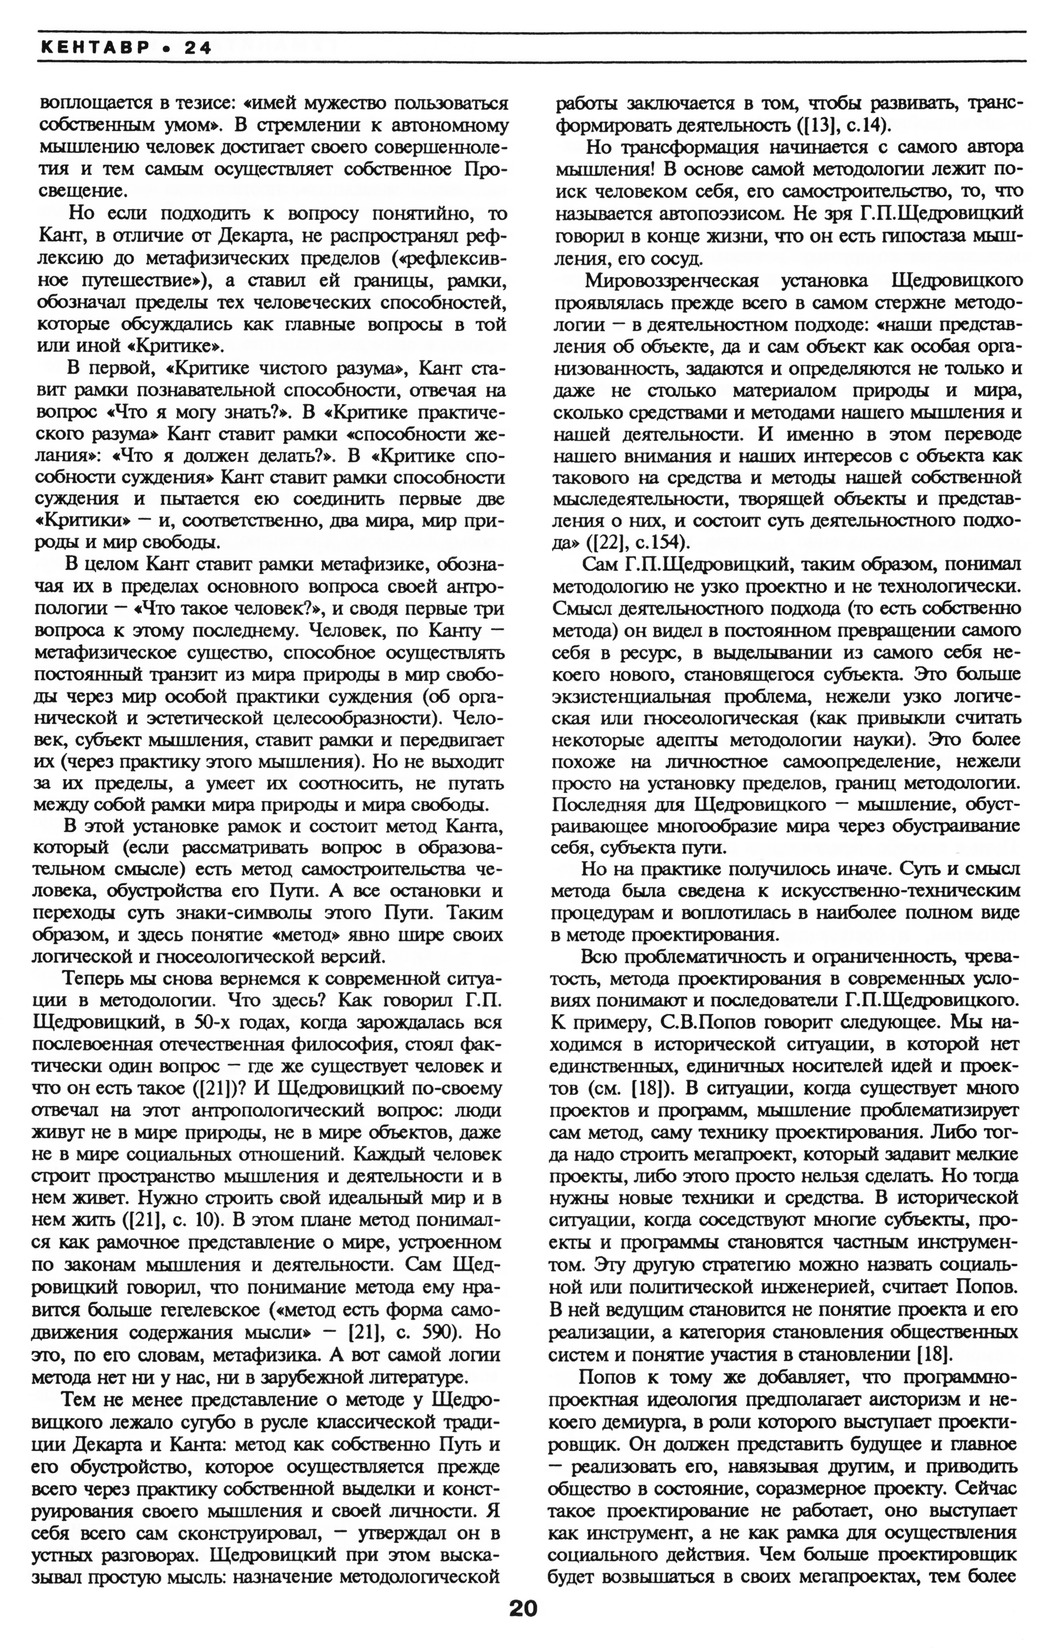 КЕНТАВР • 24
воплощается в тезисе: «имей мужество пользоваться
собственным умом». В стремлении к автономному
мышлению человек достигает своего совершенноле-
тия и тем самым осуществляет собственное Про-
свещение.
Но если подходить к вопросу понятийно, то
Кант, в отличие от Декарта, не распространял реф-
лексию до метафизических пределов («рефлексив-
ное путешествие»), а ставил ей границы, рамки,
обозначал пределы тех человеческих способностей,
которые обсуждались как главные вопросы в той
или иной «Критике».
В первой, «Критике чистого разума», Кант ста-
вит рамки познавательной способности, отвечая на
вопрос «Что я могу знать?». В «Критике практиче-
ского разума» Кант ставит рамки «способности же-
лания»: «Что я должен делать?». В «Критике спо-
собности суждения» Кант ставит рамки способности
суждения и пытается ею соединить первые две
«Критики» — и, соответственно, два мира, мир при-
роды и мир свободы.
В целом Кант ставит рамки метафизике, обозна-
чая их в пределах основного вопроса своей антро-
пологии — «Что такое человек?», и сводя первые три
вопроса к этому последнему. Человек, по Канту —
метафизическое существо, способное осуществлять
постоянный транзит из мира природы в мир свобо-
ды через мир особой практики суждения (об орга-
нической и эстетической целесообразности). Чело-
век, субъект мышления, ставит рамки и передвигает
их (через практику этого мышления). Но не выходит
за их пределы, а умеет их соотносить, не путать
между собой рамки мира природы и мира свободы.
В этой установке рамок и состоит метод Канта,
который (если рассматривать вопрос в образова-
тельном смысле) есть метод самостроительства че-
ловека, обустройства его Пути. А все остановки и
переходы суть знаки-символы этого Пути. Таким
образом, и здесь понятие «метод» явно шире своих
логической и гносеологической версий.
Теперь мы снова вернемся к современной ситуа-
ции в методологии. Что здесь? Как говорил Г.П.
Щедровицкий, в 50-х годах, когда зарождалась вся
послевоенная отечественная философия, стоял фак-
тически один вопрос — где же существует человек и
что он есть такое ([21])? И Щедровицкий по-своему
отвечал на этот антропологический вопрос: люди
живут не в мире природы, не в мире объектов, даже
не в мире социальных отношений. Каждый человек
строит пространство мышления и деятельности и в
нем живет. Нужно строить свой идеальный мир и в
нем жить ([21], с. 10). В этом плане метод понимал-
ся как рамочное представление о мире, устроенном
по законам мышления и деятельности. Сам Щед-
ровицкий говорил, что понимание метода ему нра-
вится больше гегелевское («метод есть форма само-
движения содержания мысли» — [21], с. 590). Но
это, по его словам, метафизика. А вот самой логии
метода нет ни у нас, ни в зарубежной литературе.
Тем не менее представление о методе у Щедро-
вицкого лежало сугубо в русле классической тради-
ции Декарта и Канта: метод как собственно Путь и
его обустройство, которое осуществляется прежде
всего через практику собственной выделки и конст-
руирования своего мышления и своей личности. Я
себя всего сам сконструировал, — утверждал он в
устных разговорах. Щедровицкий при этом выска-
зывал простую мысль: назначение методологической
работы заключается в том, чтобы развивать, транс-
формировать деятельность ([13], с.14).
Но трансформация начинается с самого автора
мышления! В основе самой методологии лежит по-
иск человеком себя, его самостроительство, то, что
называется автопоэзисом. Не зря Г.П.Щедровицкий
говорил в конце жизни, что он есть гипостаза мыш-
ления, его сосуд.
Мировоззренческая установка Щедровицкого
проявлялась прежде всего в самом стержне методо-
логии — в деятельностном подходе: «наши представ-
ления об объекте, да и сам объект как особая орга-
низованность, задаются и определяются не только и
даже не столько материалом природы и мира,
сколько средствами и методами нашего мышления и
нашей деятельности. И именно в этом переводе
нашего внимания и наших интересов с объекта как
такового на средства и методы нашей собственной
мыследеятельности, творящей объекты и представ-
ления о них, и состоит суть деятельностного подхо-
да» ([22], с.154).
Сам Г.П.Щедровицкий, таким образом, понимал
методологию не узко проектно и не технологически.
Смысл деятельностного подхода (то есть собственно
метода) он видел в постоянном превращении самого
себя в ресурс, в выделывании из самого себя не-
коего нового, становящегося субъекта. Это больше
экзистенциальная проблема, нежели узко логиче-
ская или гносеологическая (как привыкли считать
некоторые адепты методологии науки). Это более
похоже на личностное самоопределение, нежели
просто на установку пределов, границ методологии.
Последняя для Щедровицкого — мышление, обуст-
раивающее многообразие мира через обустраивание
себя, субъекта пути.
Но на практике получилось иначе. Суть и смысл
метода была сведена к искусственно-техническим
процедурам и воплотилась в наиболее полном виде
в методе проектирования.
Всю проблематичность и ограниченность, чрева-
тость, метода проектирования в современных усло-
виях понимают и последователи Г.П.Щедровицкого.
К примеру, С.В.Попов говорит следующее. Мы на-
ходимся в исторической ситуации, в которой нет
единственных, единичных носителей идей и проек-
тов (см. [18]). В ситуации, когда существует много
проектов и программ, мышление проблематизирует
сам метод, саму технику проектирования. Либо тог-
да надо строить мегапроект, который задавит мелкие
проекты, либо этого просто нельзя сделать. Но тогда
нужны новые техники и средства. В исторической
ситуации, когда соседствуют многие субъекты, про-
екты и программы становятся частным инструмен-
том. Эту другую стратегию можно назвать социаль-
ной или политической инженерией, считает Попов.
В ней ведущим становится не понятие проекта и его
реализации, а категория становления общественных
систем и понятие участия в становлении [18].
Попов к тому же добавляет, что программно-
проектная идеология предполагает аисторизм и не-
коего демиурга, в роли которого выступает проекти-
ровщик. Он должен представить будущее и главное
— реализовать его, навязывая другим, и приводить
общество в состояние, соразмерное проекту. Сейчас
такое проектирование не работает, оно выступает
как инструмент, а не как рамка для осуществления
социального действия. Чем больше проектировщик
будет возвышаться в своих мегапроектах, тем более
20